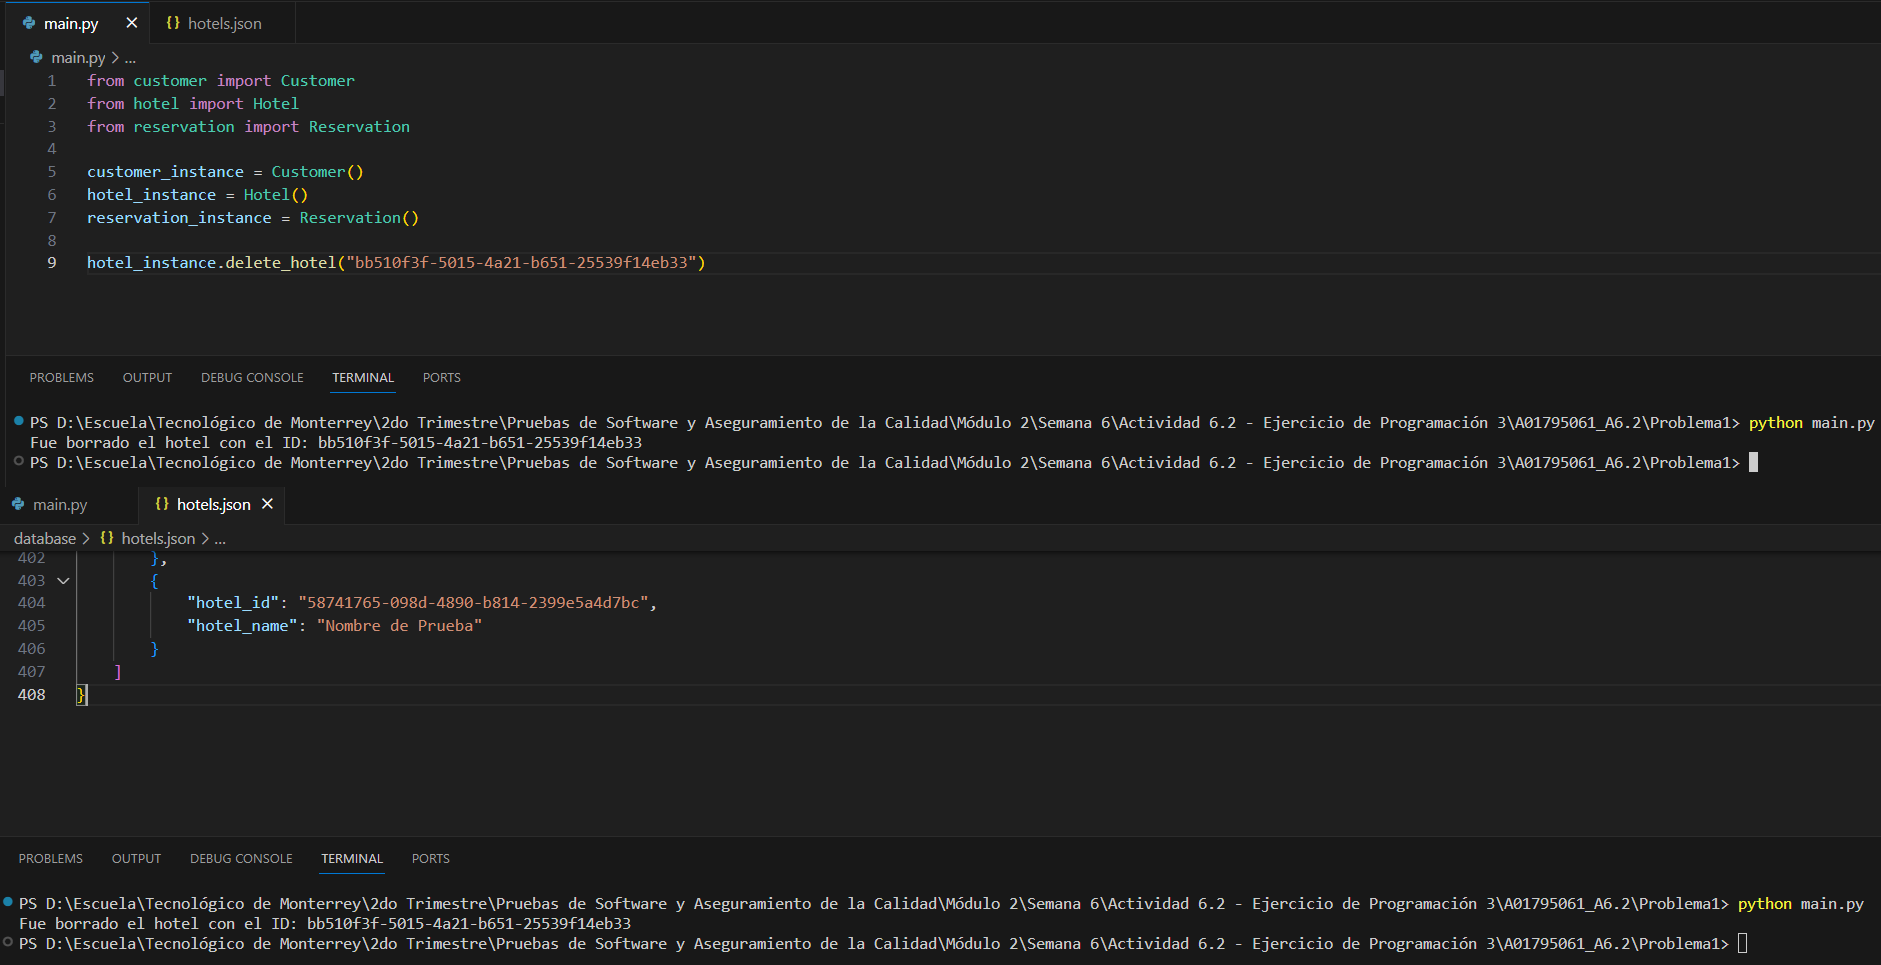 main.py × {} hotels.json
main.py > ...
1 from customer import Customer
2 from hotel import Hotel
3 from reservation import Reservation
4
5 customer_instance = Customer()
6 hotel_instance = Hotel()
7 reservation_instance = Reservation()
8
9 hotel_instance.delete_hotel("bb510f3f-5015-4a21-b651-25539f14eb33")
PROBLEMS OUTPUT DEBUG CONSOLE TERMINAL PORTS
PS D:\Escuela\Tecnológico de Monterrey\2do Trimestre\Pruebas de Software y Aseguramiento de la Calidad\Módulo 2\Semana 6\Actividad 6.2 - Ejercicio de Programación 3\A01795061_A6.2\Problema1> python main.py
Fue borrado el hotel con el ID: bb510f3f-5015-4a21-b651-25539f14eb33
PS D:\Escuela\Tecnológico de Monterrey\2do Trimestre\Pruebas de Software y Aseguramiento de la Calidad\Módulo 2\Semana 6\Actividad 6.2 - Ejercicio de Programación 3\A01795061_A6.2\Problema1>
main.py {} hotels.json ×
database > {} hotels.json > ...
402 },
403 {
404 "hotel_id": "58741765-098d-4890-b814-2399e5a4d7bc",
405 "hotel_name": "Nombre de Prueba"
406 }
407 ]
408 }
PROBLEMS OUTPUT DEBUG CONSOLE TERMINAL PORTS
PS D:\Escuela\Tecnológico de Monterrey\2do Trimestre\Pruebas de Software y Aseguramiento de la Calidad\Módulo 2\Semana 6\Actividad 6.2 - Ejercicio de Programación 3\A01795061_A6.2\Problema1> python main.py
Fue borrado el hotel con el ID: bb510f3f-5015-4a21-b651-25539f14eb33
PS D:\Escuela\Tecnológico de Monterrey\2do Trimestre\Pruebas de Software y Aseguramiento de la Calidad\Módulo 2\Semana 6\Actividad 6.2 - Ejercicio de Programación 3\A01795061_A6.2\Problema1>